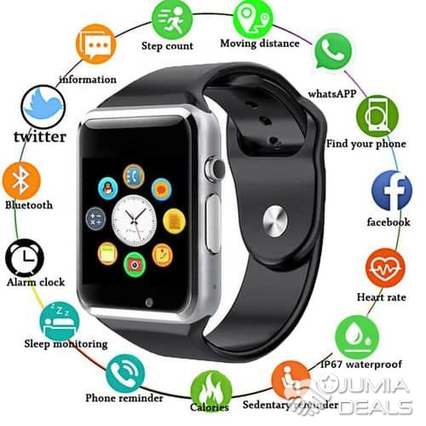 Step count
Moving distance
information
whatsAPP
twitter
Find your phone
Bluetooth
facebook
Alarm clock
Heart rate
Sleep monitoring
IP67 waterproof
Phone reminder
Calories
Sedentary reminder
JUMIA
DEALS